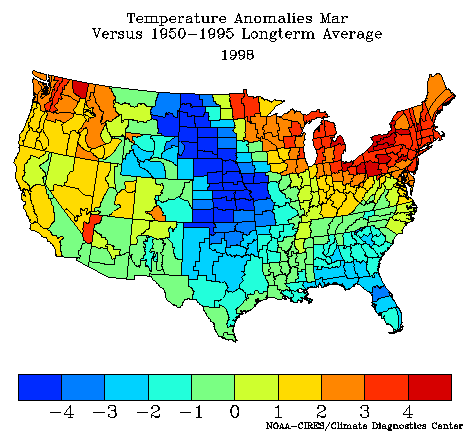 Temperature Anomalies Mar
Versus 1950-1995 Longterm Average
1998
-4 -3 -2 -1 0 1 2 3 4
NOAA-CIRES/Climate Diagnostics Center